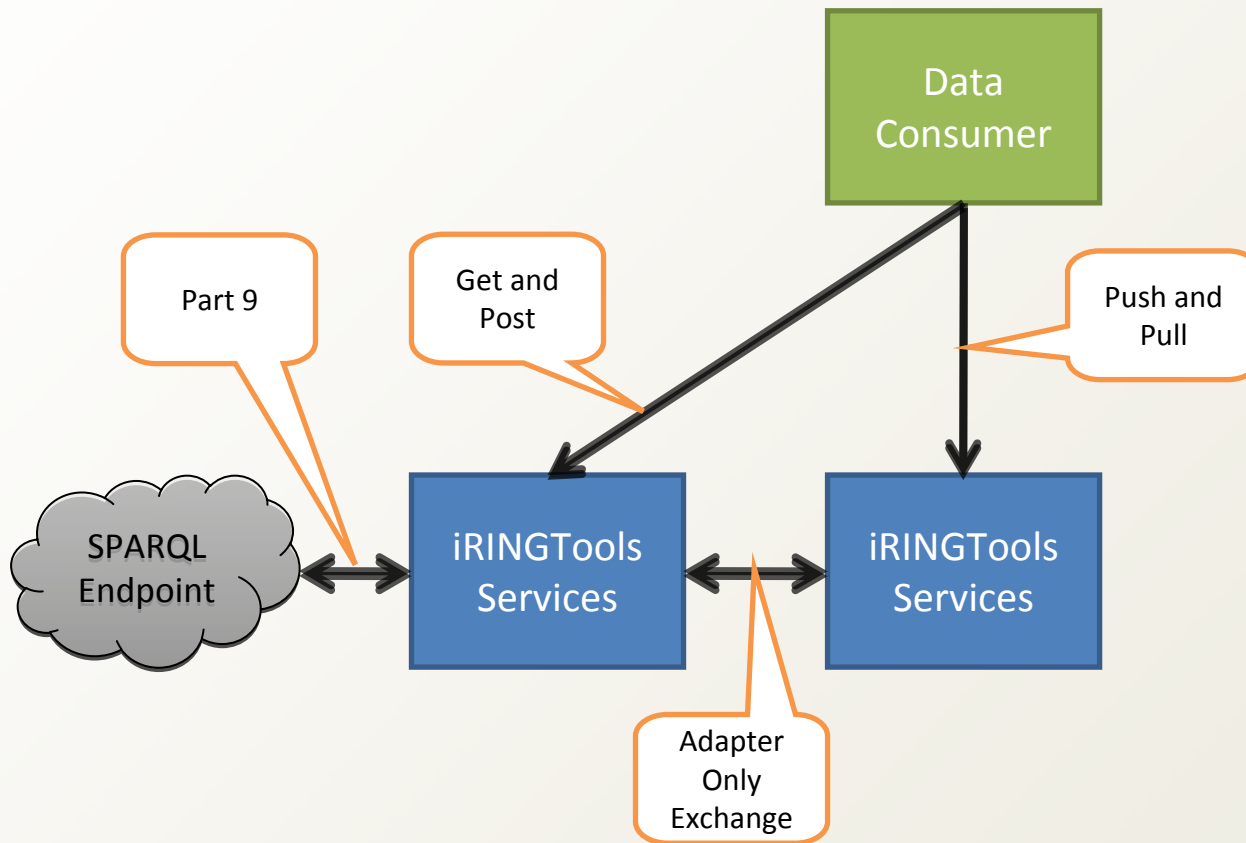 Data
Consumer
Part 9
Get and
Post
Push and
Pull
SPARQL
Endpoint
iRINGTools
Services
iRINGTools
Services
Adapter
Only
Exchange